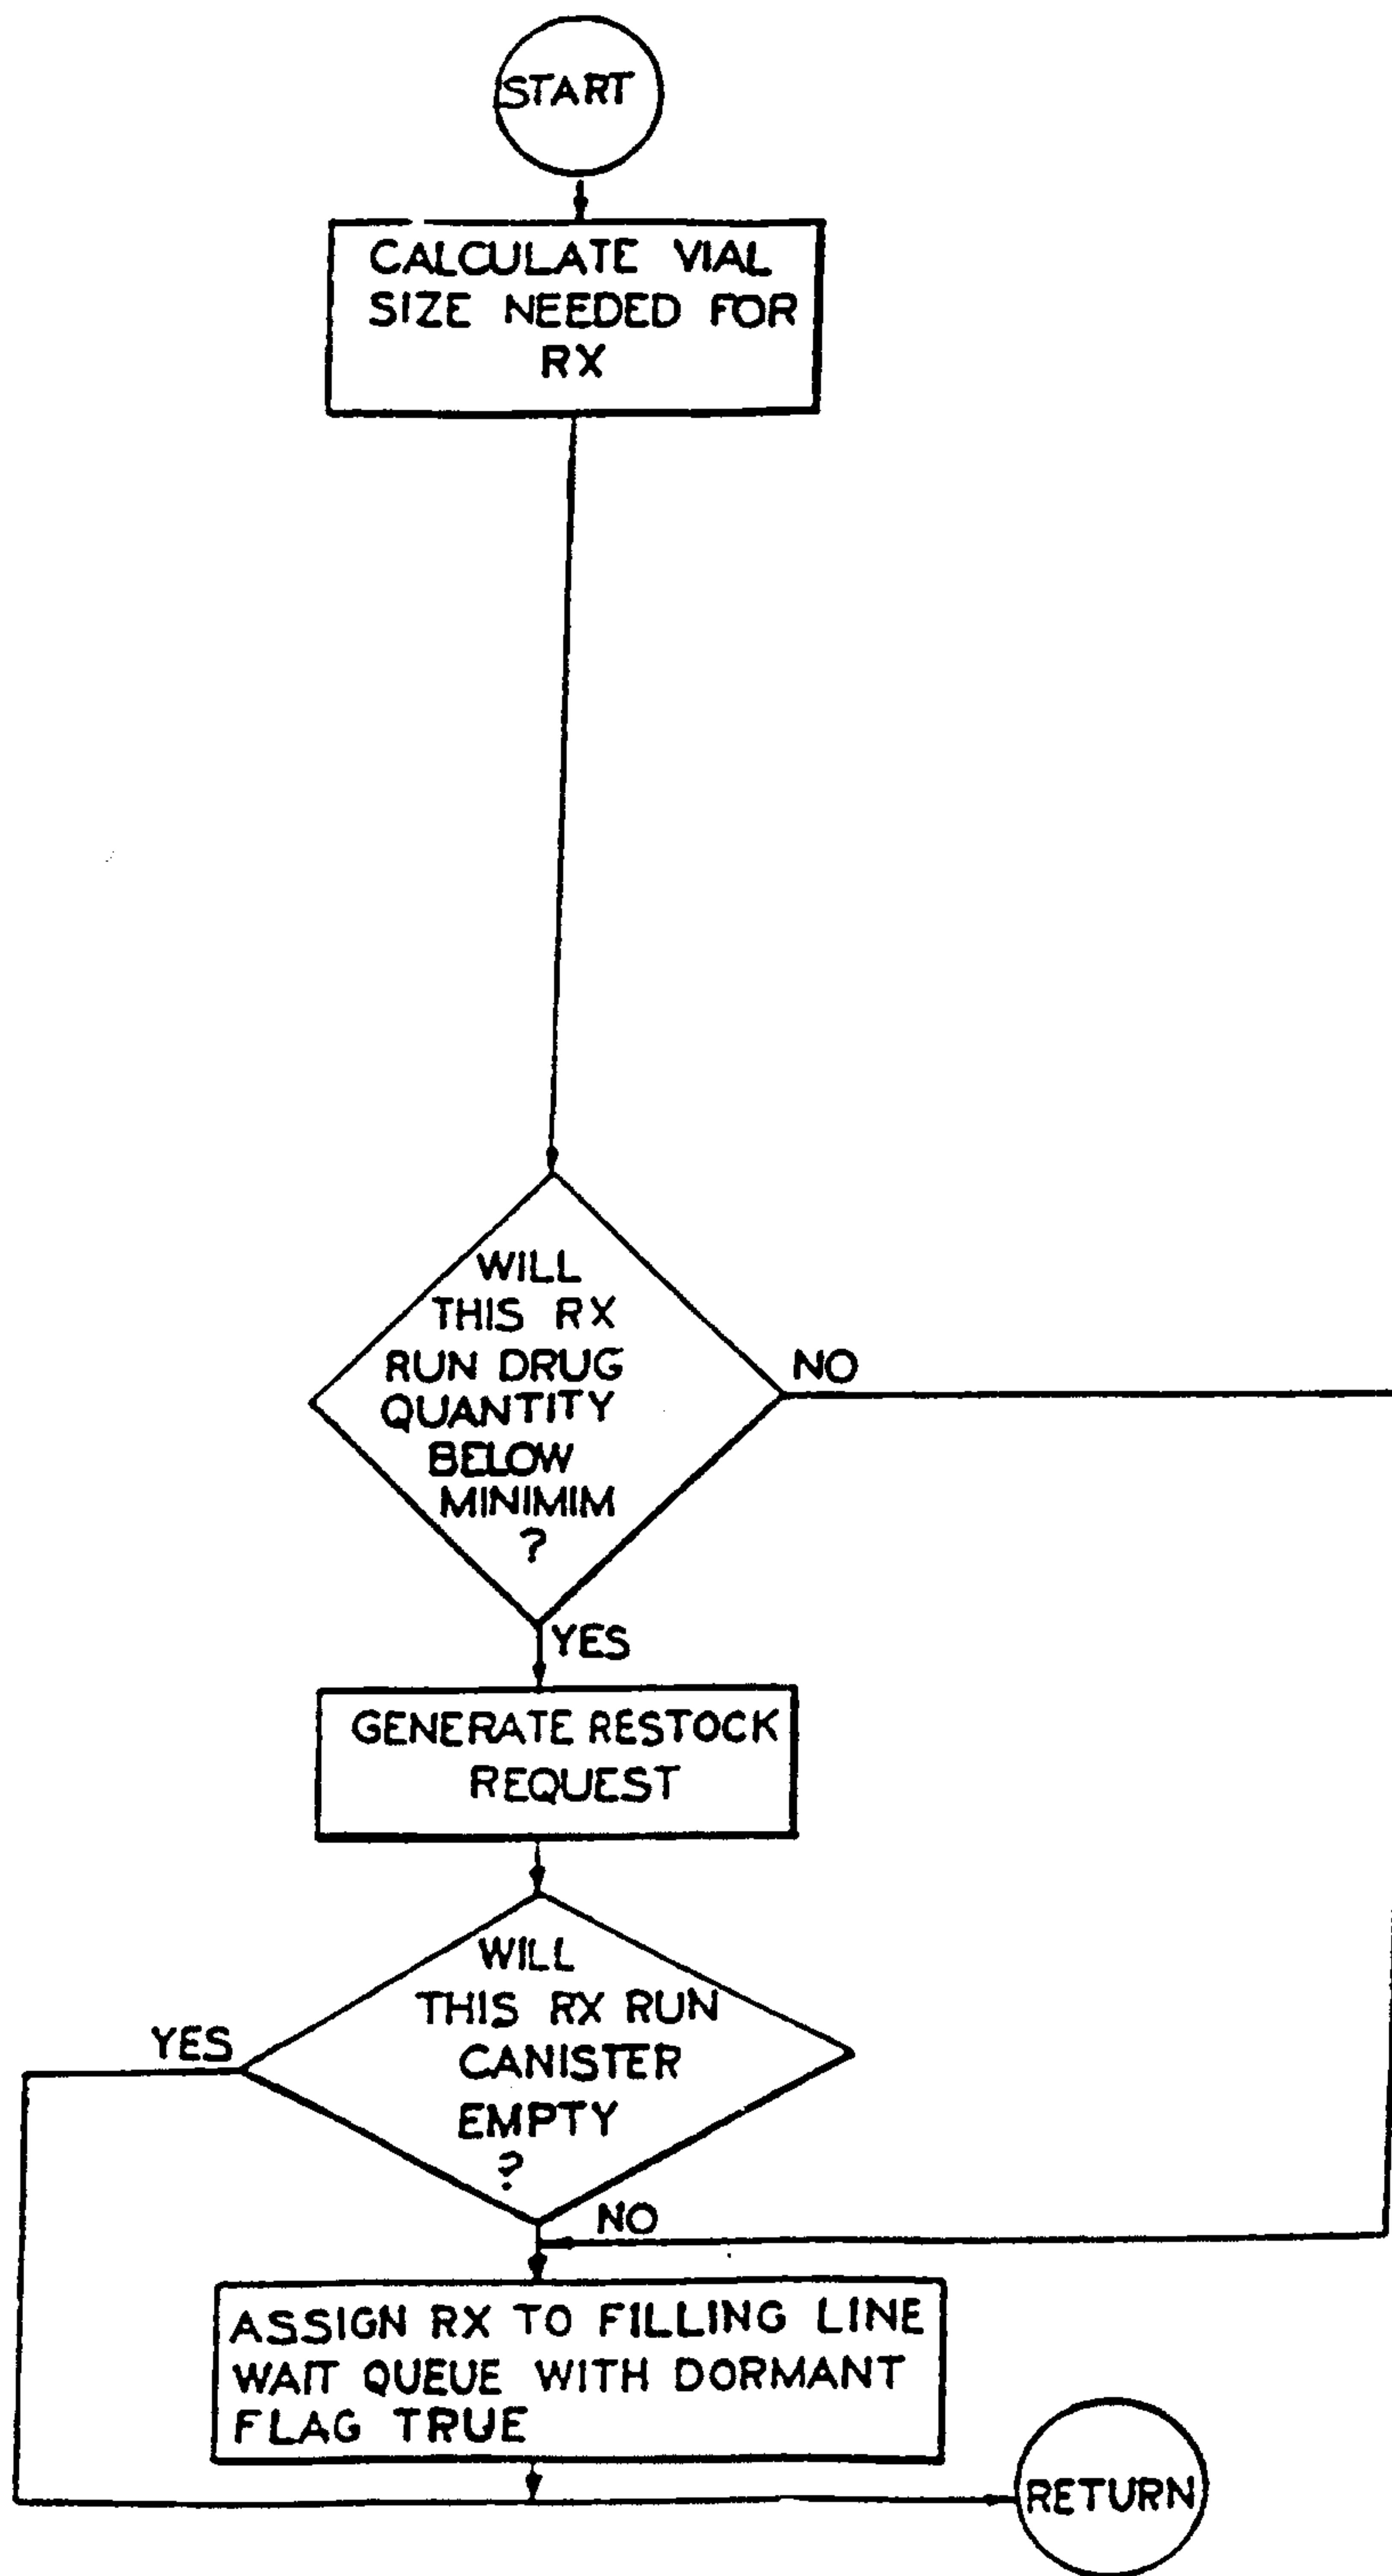 START
CALCULATE VIAL
SIZE NEEDED FOR
RX
WILL
THIS RX
RUN DRUG
QUANTITY
BELOW
MINIMIM
?
NO
YES
GENERATE RESTOCK
REQUEST
WILL
THIS RX RUN
CANISTER
EMPTY
?
YES
NO
ASSIGN RX TO FILLING LINE
WAIT QUEUE WITH DORMANT
FLAG TRUE
RETURN